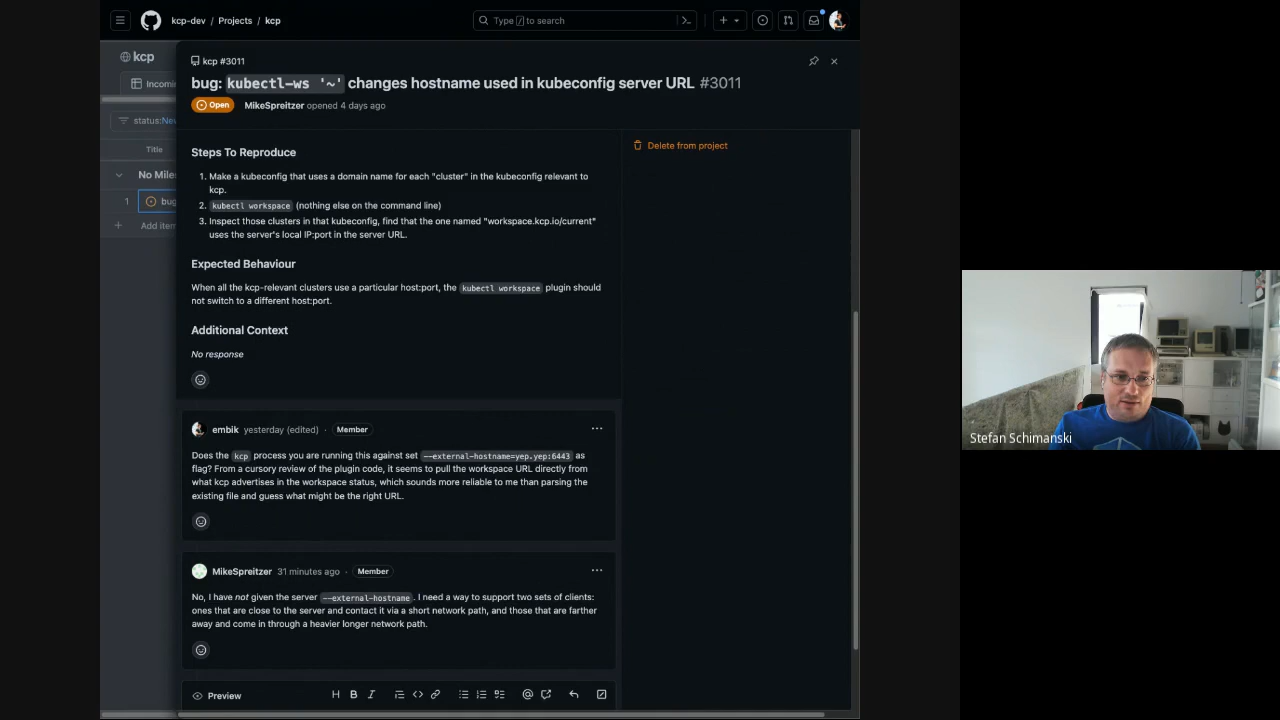 kcp-dev / Projects / kcp
Type / to search
kcp
kcp #3011
Incomi
bug: kubectl-ws '~' changes hostname used in kubeconfig server URL #3011
Open MikeSpreitzer opened 4 days ago
status:Nev
Title
Steps To Reproduce
Delete from project
No Miles
1. Make a kubeconfig that uses a domain name for each "cluster" in the kubeconfig relevant to
kcp.
1 bug
2. kubectl workspace (nothing else on the command line)
3. Inspect those clusters in that kubeconfig, find that the one named "workspace.kcp.io/current"
uses the server's local IP:port in the server URL.
Add item
Expected Behaviour
When all the kcp-relevant clusters use a particular host:port, the kubectl workspace plugin should
not switch to a different host:port.
Additional Context
No response
embik yesterday (edited) · Member
Does the kcp process you are running this against set --external-hostname=yep.yep:6443 as
flag? From a cursory review of the plugin code, it seems to pull the workspace URL directly from
what kcp advertises in the workspace status, which sounds more reliable to me than parsing the
existing file and guess what might be the right URL.
MikeSpreitzer 31 minutes ago · Member
No, I have not given the server --external-hostname. I need a way to support two sets of clients:
ones that are close to the server and contact it via a short network path, and those that are farther
away and come in through a heavier longer network path.
Preview
Stefan Schimanski